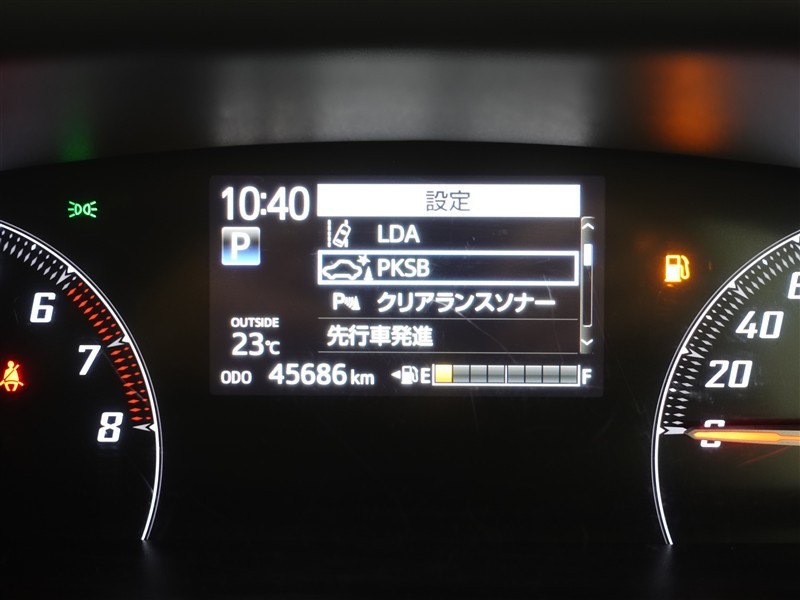 10:40 設定
LDA
P
PKSB
P クリアランスソナー
先行車発進
OUTSIDE
23℃
ODO 45686 km
E F
6
7
8
40
20
0